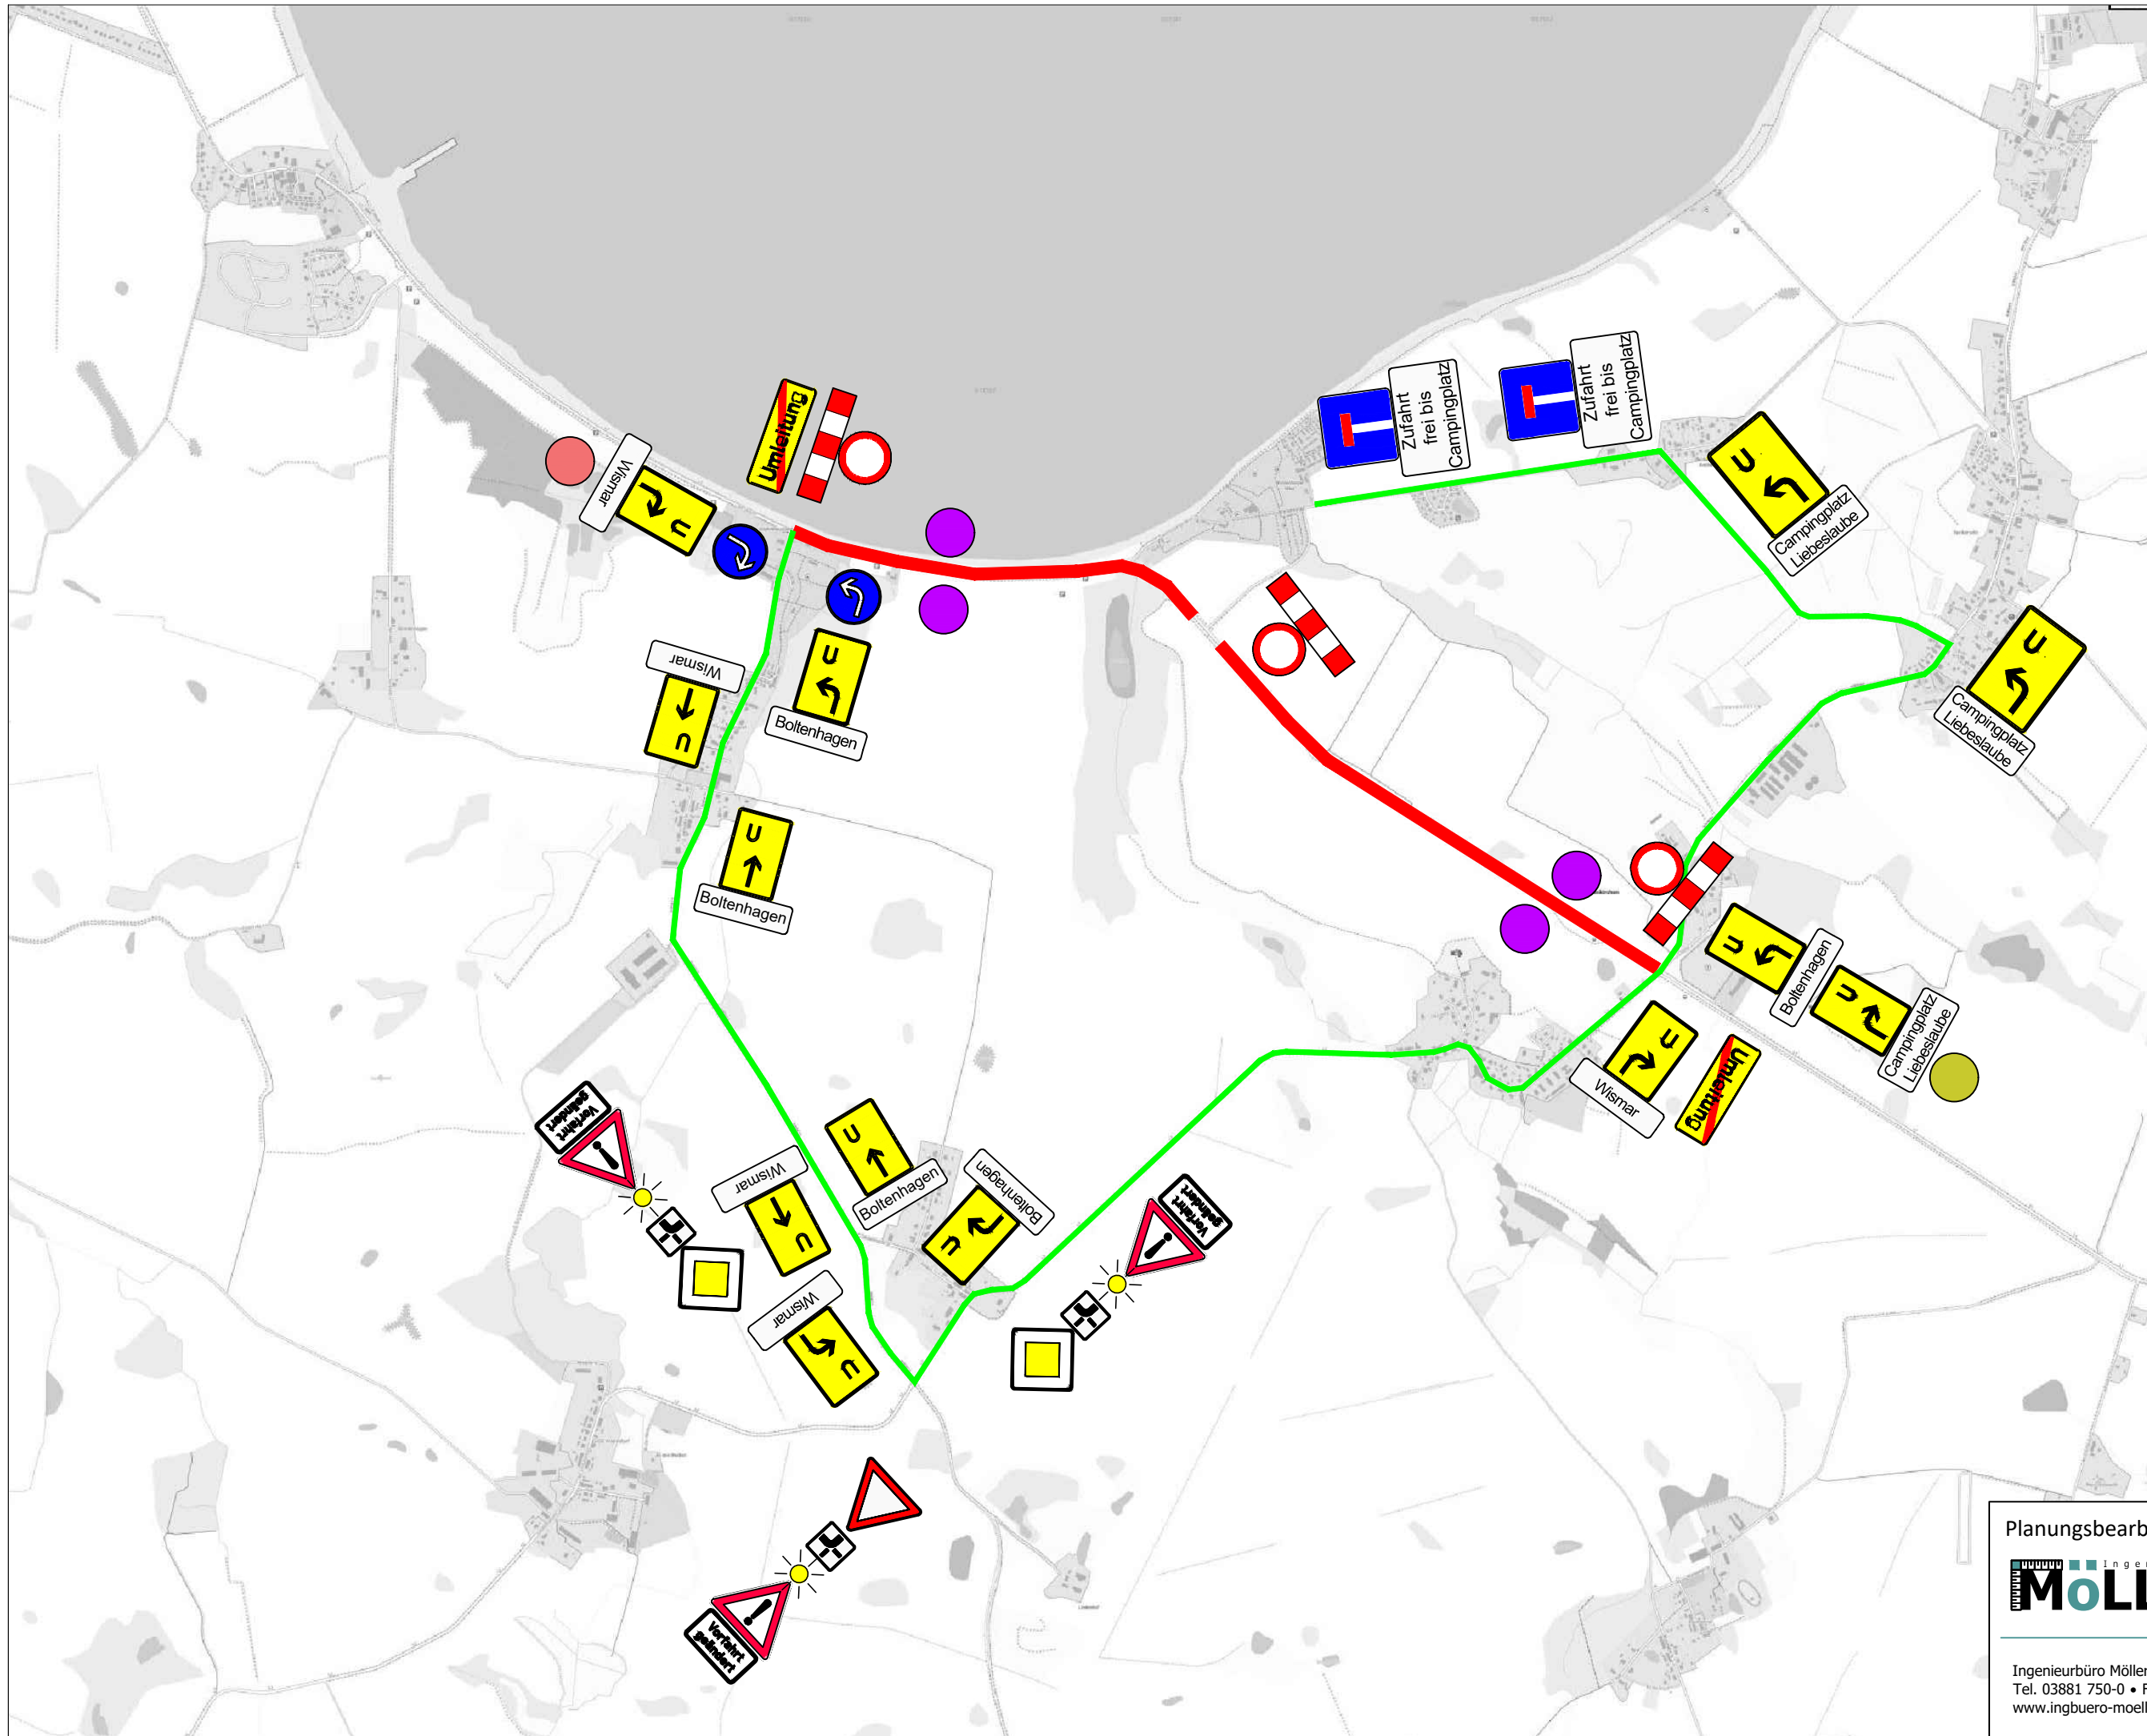 Umleitung
Wismar
U
Wismar
U
U
Boltenhagen
U
Boltenhagen
Zufahrt
frei bis
Campingplatz
Zufahrt
frei bis
Campingplatz
U
Campingplatz
Liebeslaube
U
Campingplatz
Liebeslaube
U
Boltenhagen
U
Campingplatz
Liebeslaube
U
Wismar
Umleitung
Vorfahrt
geändert
Wismar
U
U
Boltenhagen
Boltenhagen
U
Wismar
U
Vorfahrt
geändert
Vorfahrt
geändert
Planungsbearb
Inger
MöLL
Ingenieurbüro Möller
Tel. 03881 750-0 • F
www.ingbuero-moell